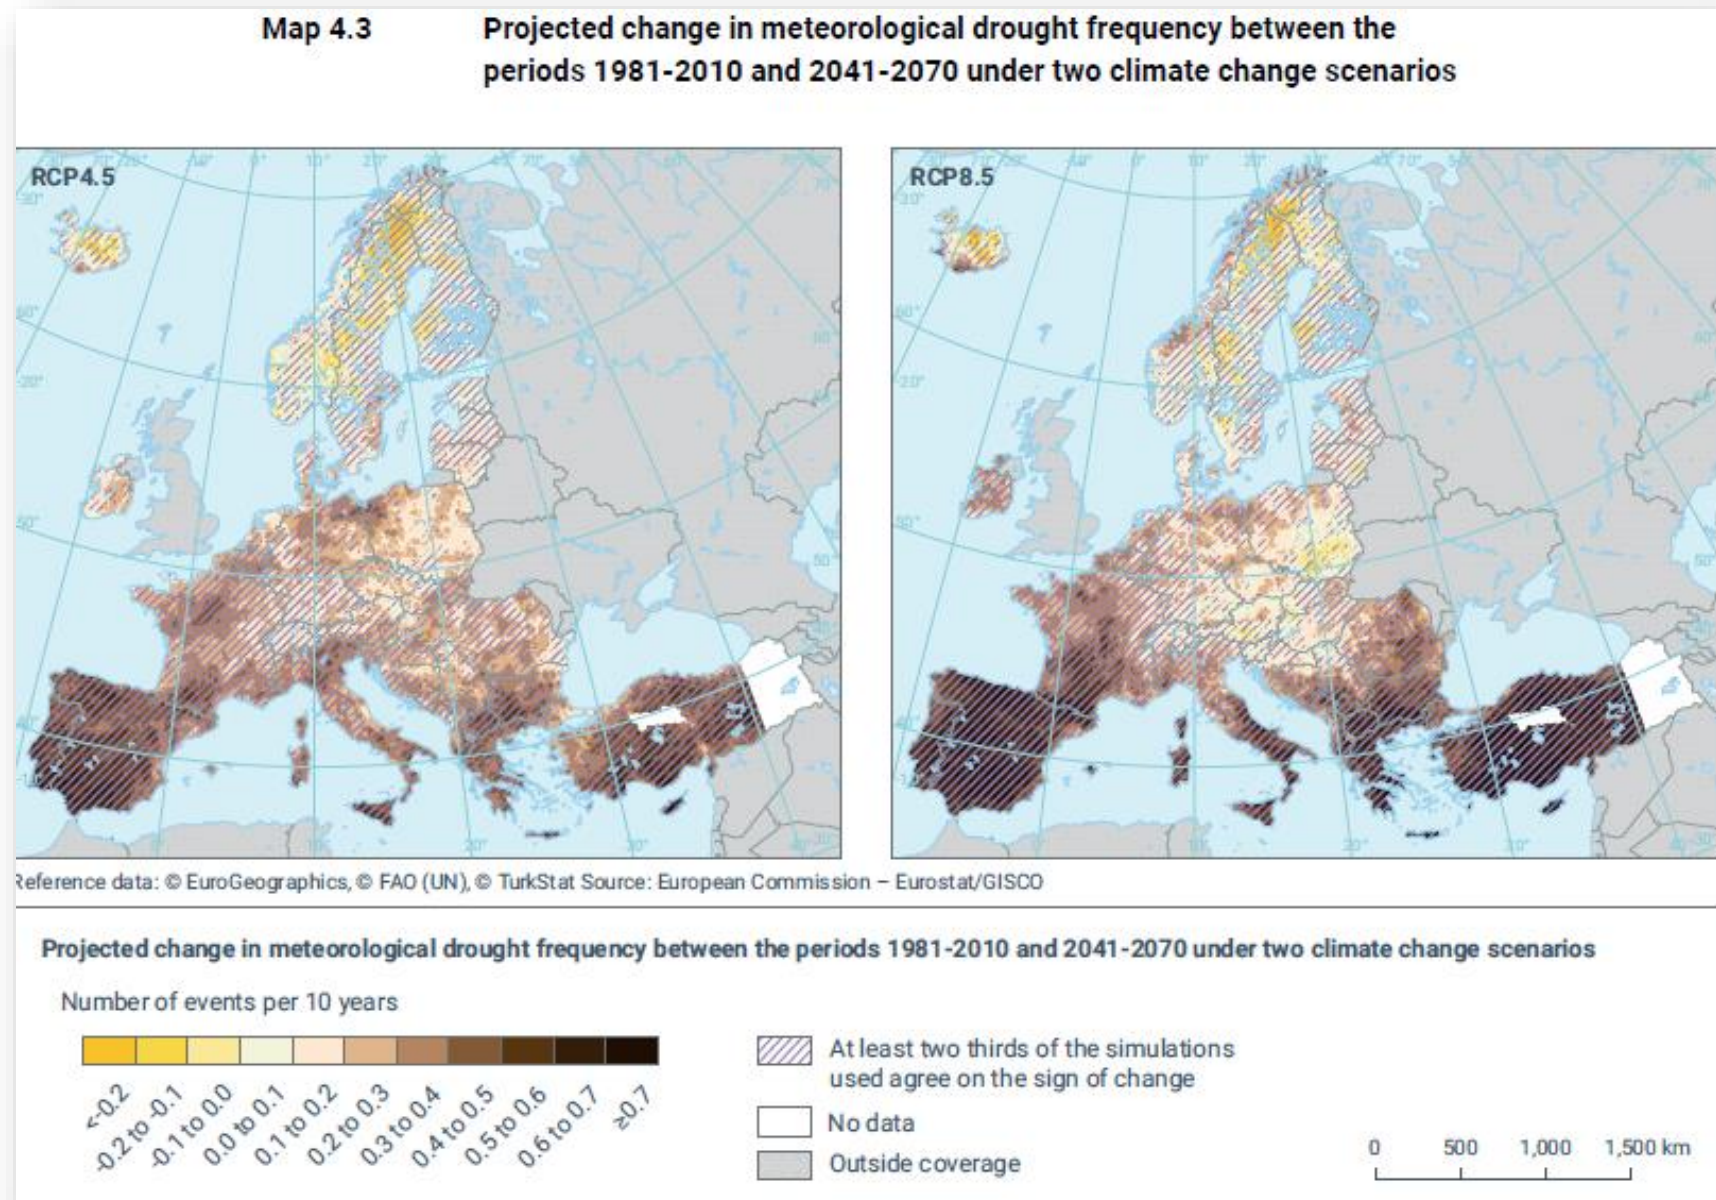 Map 4.3 Projected change in meteorological drought frequency between the
periods 1981-2010 and 2041-2070 under two climate change scenarios
RCP4.5
RCP8.5
Reference data: © EuroGeographics, © FAO (UN), © TurkStat Source: European Commission – Eurostat/GISCO
Projected change in meteorological drought frequency between the periods 1981-2010 and 2041-2070 under two climate change scenarios
Number of events per 10 years
<-0.2
-0.2 to -0.1
-0.1 to 0.0
0.0 to 0.1
0.1 to 0.2
0.2 to 0.3
0.3 to 0.4
0.4 to 0.5
0.5 to 0.6
0.6 to 0.7
≥0.7
At least two thirds of the simulations
used agree on the sign of change
No data
Outside coverage
0 500 1,000 1,500 km